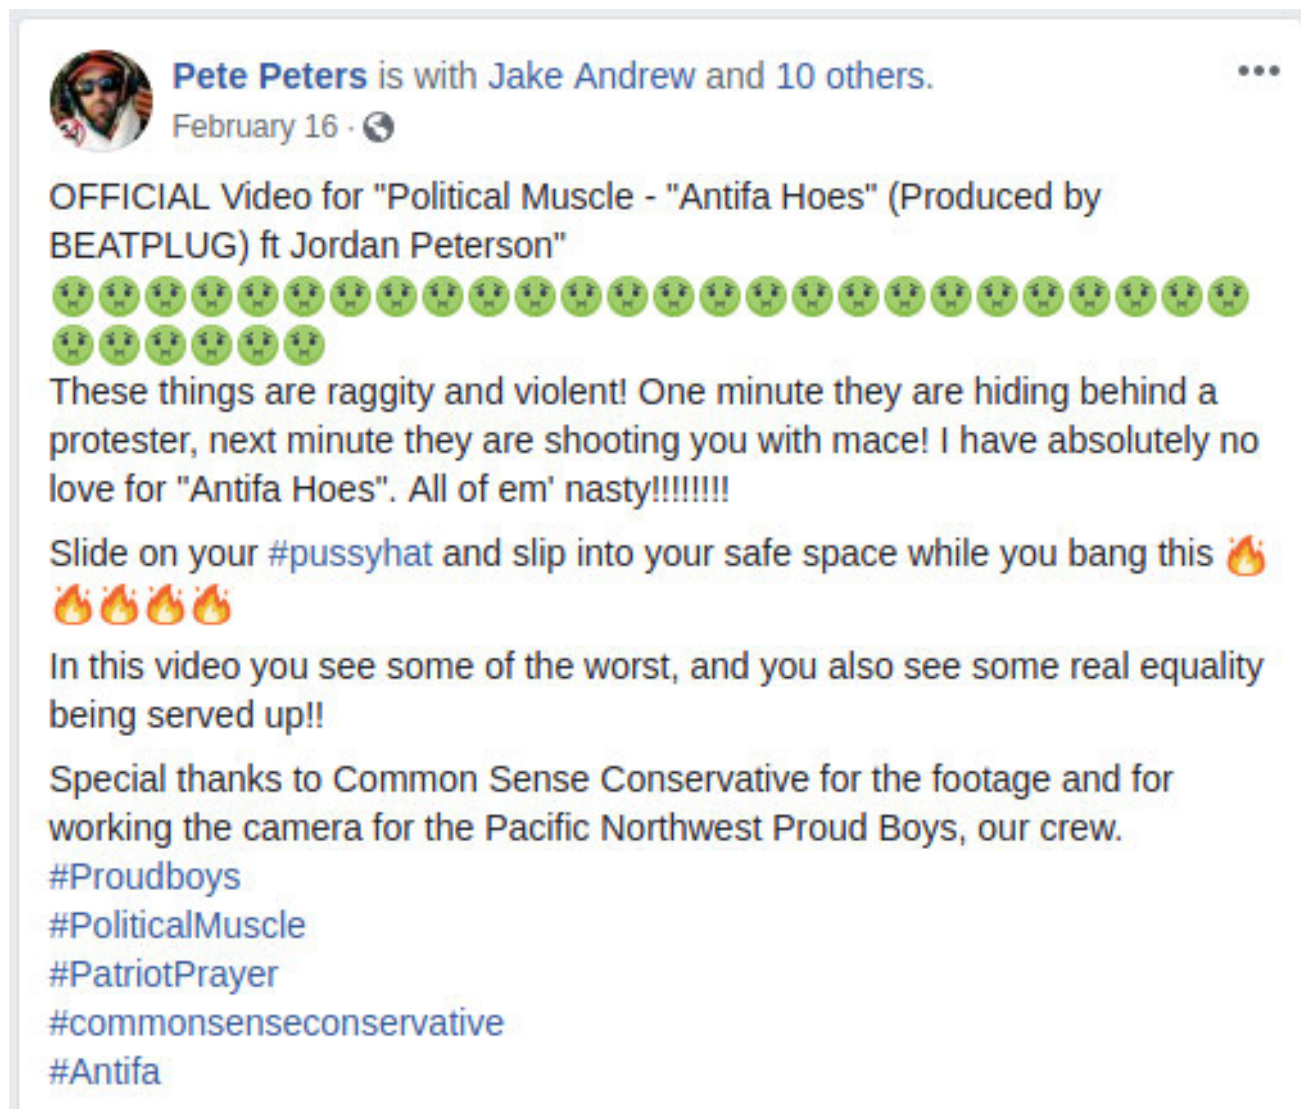 Pete Peters is with Jake Andrew and 10 others.
February 16 ·
OFFICIAL Video for "Political Muscle - "Antifa Hoes" (Produced by
BEATPLUG) ft Jordan Peterson"
🤢🤢🤢🤢🤢🤢🤢🤢🤢🤢🤢🤢🤢🤢🤢🤢🤢🤢🤢🤢🤢🤢🤢🤢🤢🤢
🤢🤢🤢🤢🤢🤢
These things are raggity and violent! One minute they are hiding behind a
protester, next minute they are shooting you with mace! I have absolutely no
love for "Antifa Hoes". All of em' nasty!!!!!!!!
Slide on your #pussyhat and slip into your safe space while you bang this 🔥
🔥🔥🔥🔥
In this video you see some of the worst, and you also see some real equality
being served up!!
Special thanks to Common Sense Conservative for the footage and for
working the camera for the Pacific Northwest Proud Boys, our crew.
#Proudboys
#PoliticalMuscle
#PatriotPrayer
#commonsenseconservative
#Antifa